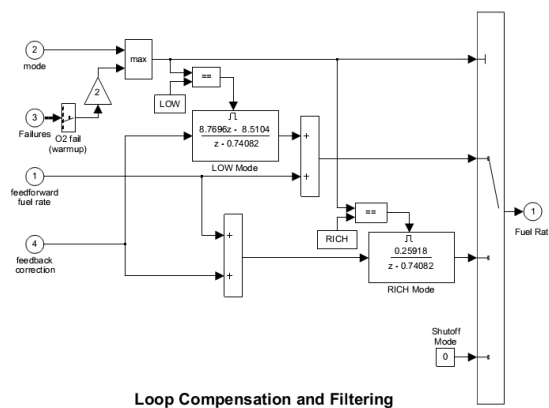 2
mode
max
2
==
LOW
3
Failures
O2 fail
(warmup)
8.7696z - 8.5104
z - 0.74082
LOW Mode
+
+
1
feedforward
fuel rate
==
RICH
4
feedback
correction
+
+
0.25918
z - 0.74082
RICH Mode
1
Fuel Rat
Shutoff
Mode
0
Loop Compensation and Filtering